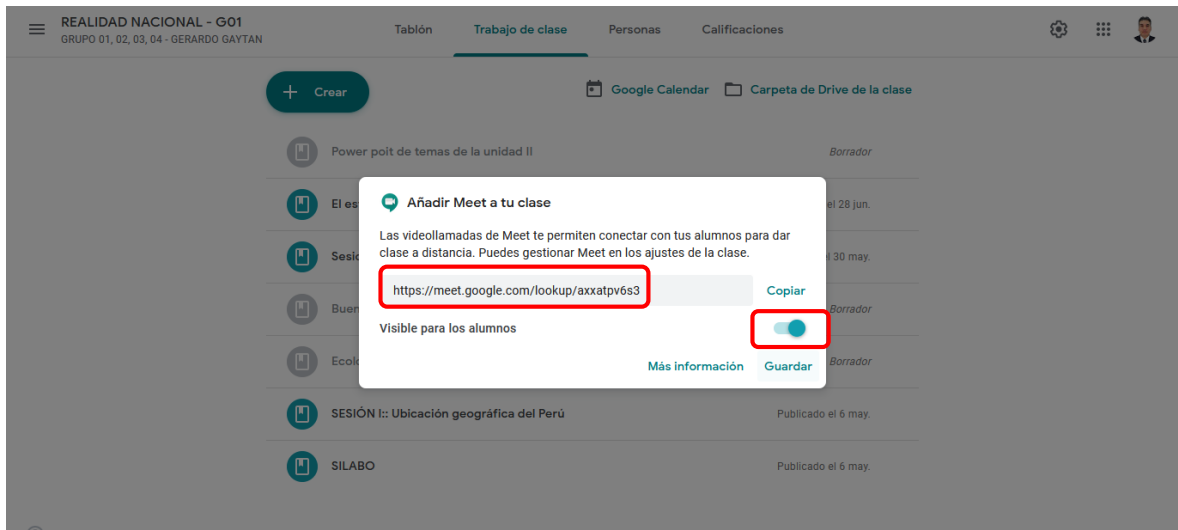 REALIDAD NACIONAL - G01
GRUPO 01, 02, 03, 04 - GERARDO GAYTAN
Tablón
Trabajo de clase
Personas
Calificaciones
Crear
Google Calendar
Carpeta de Drive de la clase
Power poit de temas de la unidad II
Borrador
El es
el 28 jun.
Añadir Meet a tu clase
Las videollamadas de Meet te permiten conectar con tus alumnos para dar
clase a distancia. Puedes gestionar Meet en los ajustes de la clase.
30 may.
https://meet.google.com/lookup/axxatpv6s3
Copiar
Borrador
Visible para los alumnos
Borrador
Más información
Guardar
SESIÓN I:: Ubicación geográfica del Perú
Publicado el 6 may.
SILABO
Publicado el 6 may.